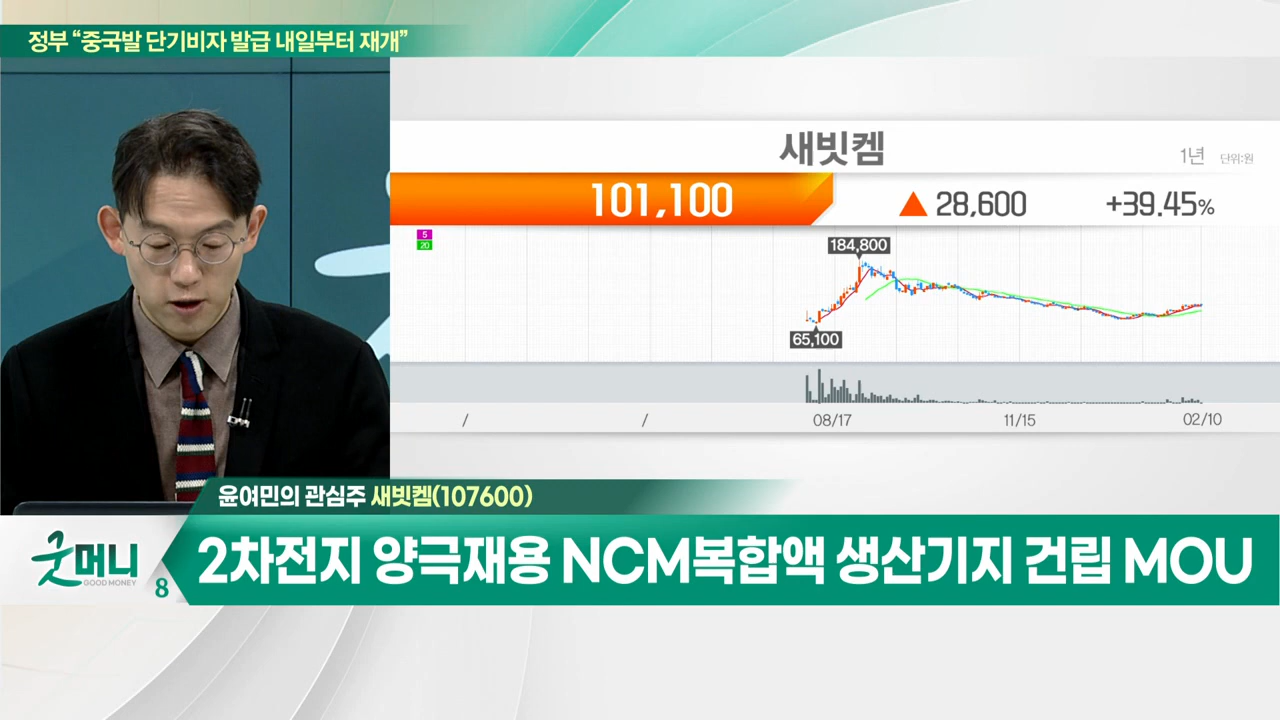 정부 “중국발 단기비자 발급 내일부터 재개”
새빗켐
1년 단위:원
101,100 ▲ 28,600 +39.45%
5
20
184,800
65,100
/ / 08/17 11/15 02/10
윤여민의 관심주 새빗켐(107600)
굿머니
GOOD MONEY
8
2차전지 양극재용 NCM복합액 생산기지 건립 MOU